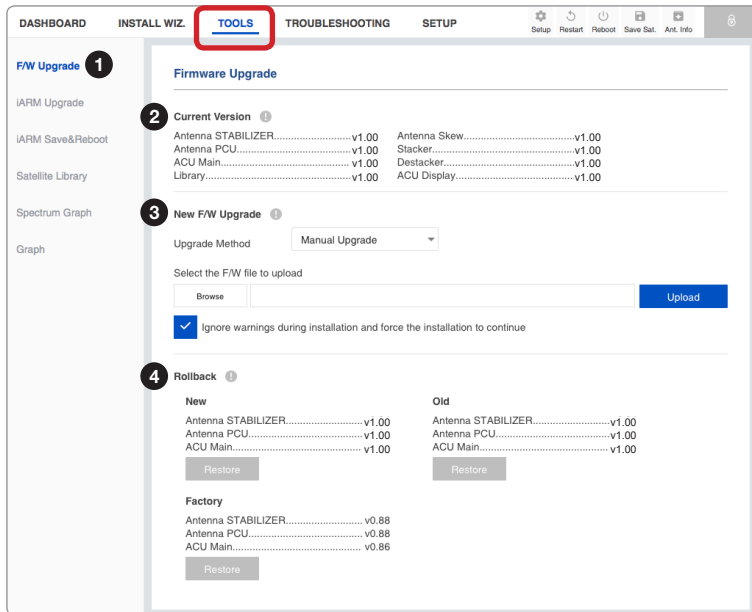 DASHBOARD INSTALL WIZ. TOOLS TROUBLESHOOTING SETUP Setup Restart Reboot Save Sat. Ant. Info
F/W Upgrade 1
iARM Upgrade
iARM Save&Reboot
Satellite Library
Spectrum Graph
Graph
Firmware Upgrade
2 Current Version !
Antenna STABILIZER............................v1.00 Antenna Skew..................................v1.00
Antenna PCU.....................................v1.00 Stacker............................................v1.00
ACU Main.......................................... v1.00 Destacker........................................v1.00
Library................................................v1.00 ACU Display....................................v1.00
3 New F/W Upgrade !
Upgrade Method Manual Upgrade
Select the F/W file to upload
Browse Upload
Ignore warnings during installation and force the installation to continue
4 Rollback !
New Old
Antenna STABILIZER............................v1.00 Antenna STABILIZER............................v1.00
Antenna PCU.....................................v1.00 Antenna PCU.....................................v1.00
ACU Main.......................................... v1.00 ACU Main.......................................... v1.00
Restore Restore
Factory
Antenna STABILIZER............................ v0.88
Antenna PCU..................................... v0.88
ACU Main.......................................... v0.86
Restore